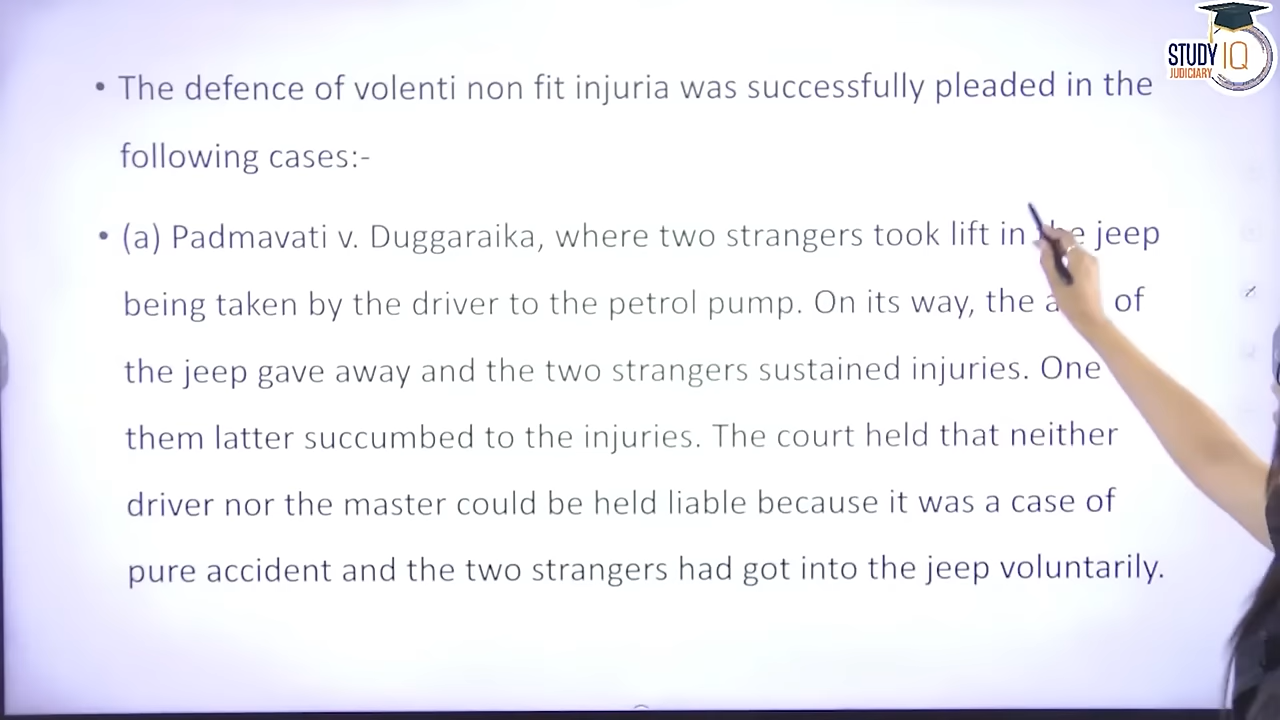 STUDY IQ
JUDICIARY
• The defence of volenti non fit injuria was successfully pleaded in the
following cases:-
• (a) Padmavati v. Duggaraika, where two strangers took lift in jeep
being taken by the driver to the petrol pump. On its way, the of
the jeep gave away and the two strangers sustained injuries. One
them latter succumbed to the injuries. The court held that neither
driver nor the master could be held liable because it was a case of
pure accident and the two strangers had got into the jeep voluntarily.